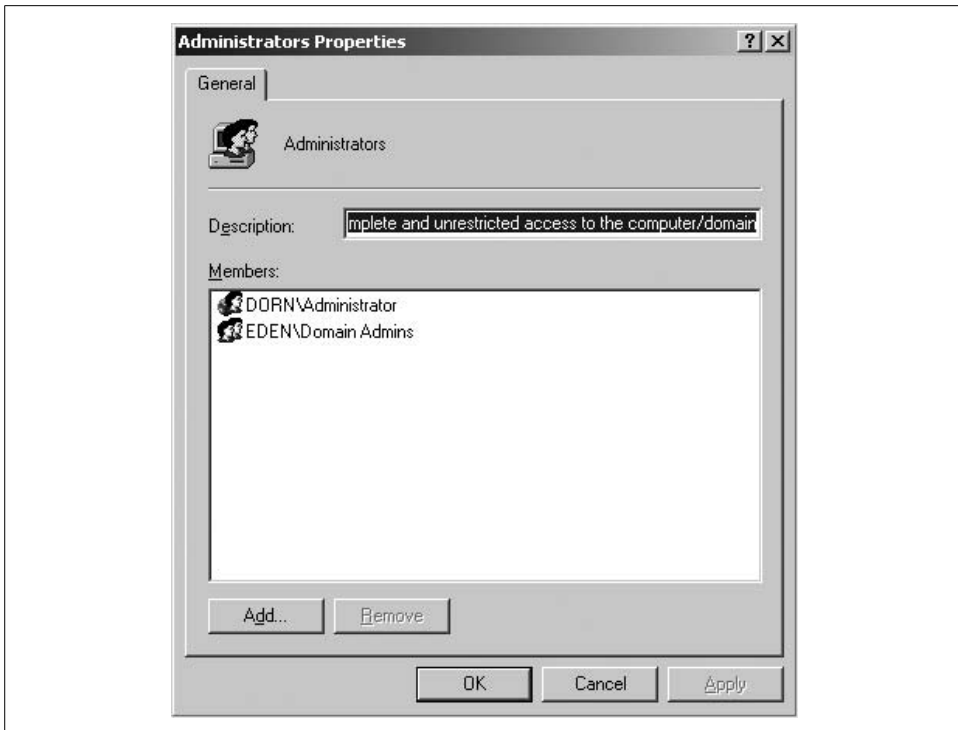 Administrators Properties
?
General
Administrators
Description:
mplete and unrestricted access to the computer/domain
Members:
DORN\Administrator
EDEN\Domain Admins
Add...
Remove
OK
Cancel
Apply